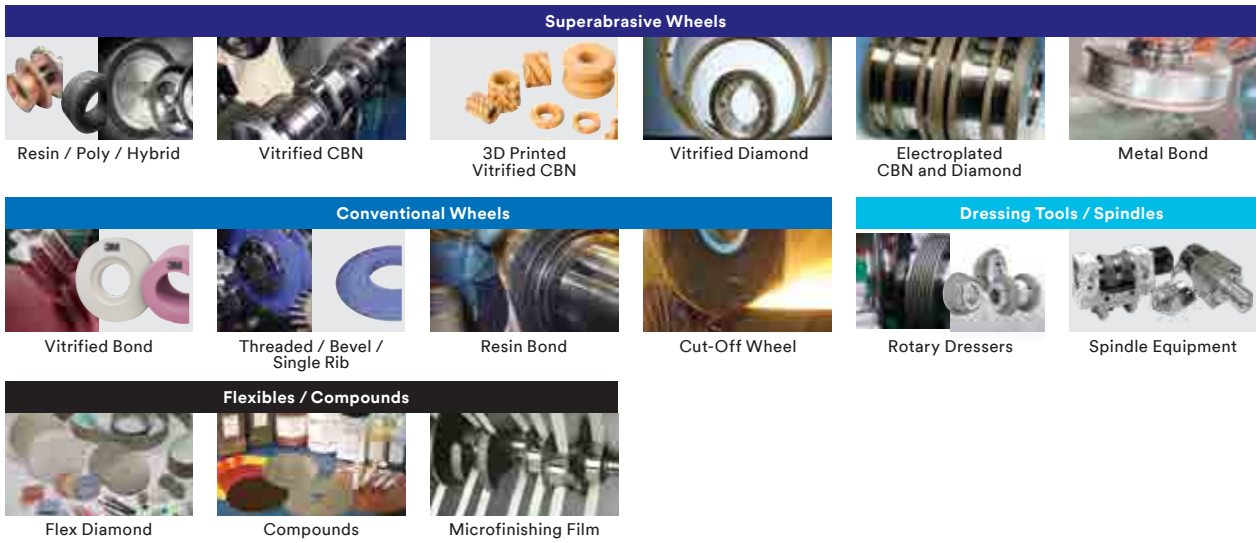 Superabrasive Wheels
Resin / Poly / Hybrid
Vitrified CBN
3D Printed
Vitrified CBN
Vitrified Diamond
Electroplated
CBN and Diamond
Metal Bond
Conventional Wheels
3M
3M
Vitrified Bond
Threaded / Bevel /
Single Rib
Resin Bond
Cut-Off Wheel
Dressing Tools / Spindles
Rotary Dressers
Spindle Equipment
Flexibles / Compounds
Flex Diamond
Compounds
Microfinishing Film